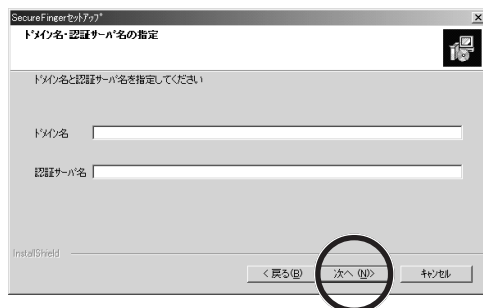 SecureFingerｾｯﾄｱｯﾌﾟ
ﾄﾞﾒｲﾝ名・認証ｻｰﾊﾞ名の指定
ﾄﾞﾒｲﾝ名と認証ｻｰﾊﾞ名を指定してください
ﾄﾞﾒｲﾝ名
認証ｻｰﾊﾞ名
InstallShield
< 戻る(B) 次へ (N)> ｷｬﾝｾﾙ